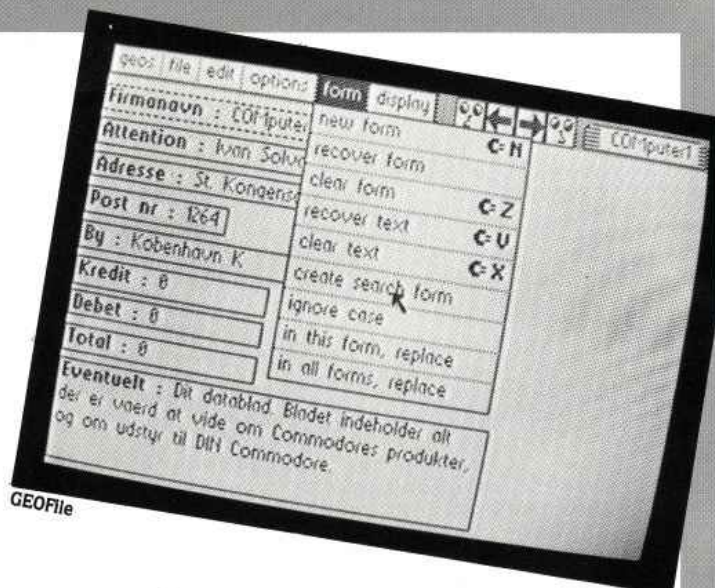 geos file edit options form display COMputer1
Firmanavn : COMputer
Attention : Ivan
Adresse : St. Kongens
Post nr : 1264
By : Kobenhavn K
Kredit : 0
Debet : 0
Total : 0
new form C= N
recover form
clear form C= Z
recover text C= U
clear text C= X
create search form
ignore case
in this form, replace
in all forms, replace
Eventuelt : Dit datablad. Bladet indeholder alt
der er vaerd at vide om Commodores produkter,
og om udstyr til DIN Commodore.
GEOFile